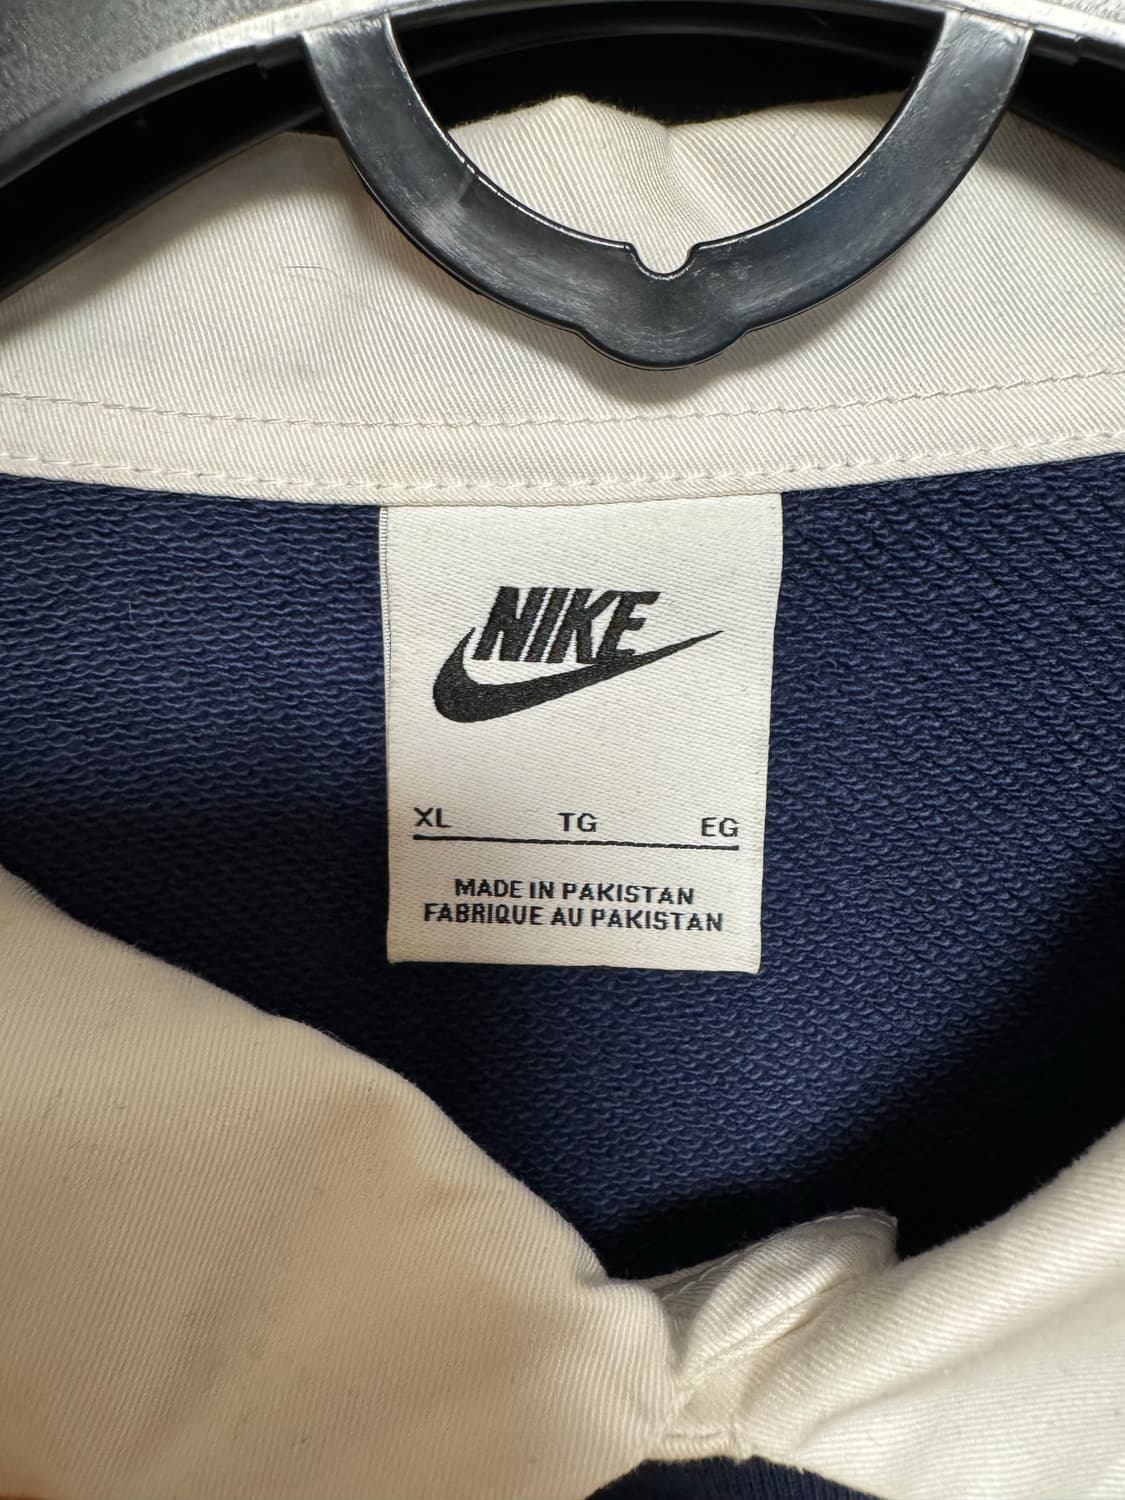 NIKE
XL TG EG
MADE IN PAKISTAN
FABRIQUE AU PAKISTAN